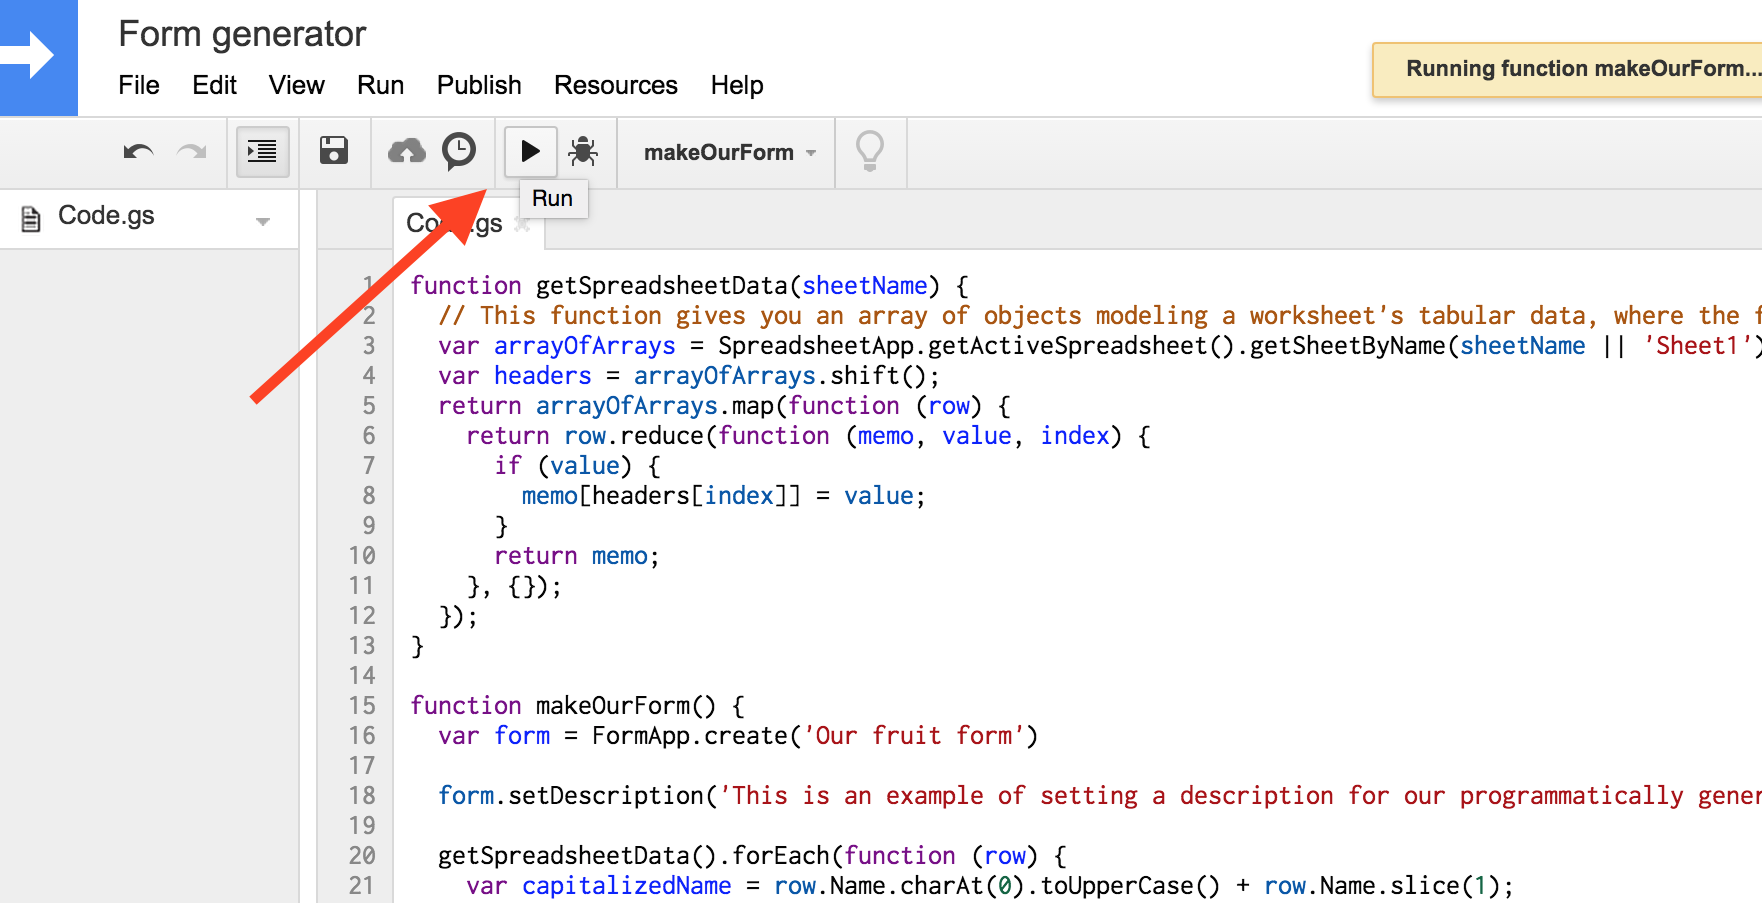 Form generator
File Edit View Run Publish Resources Help
Running function makeOurForm...
makeOurForm
Run
Code.gs
Code.gs
1 function getSpreadsheetData(sheetName) {
2 // This function gives you an array of objects modeling a worksheet's tabular data, where the f
3 var arrayOfArrays = SpreadsheetApp.getActiveSpreadsheet().getSheetByName(sheetName || 'Sheet1')
4 var headers = arrayOfArrays.shift();
5 return arrayOfArrays.map(function (row) {
6 return row.reduce(function (memo, value, index) {
7 if (value) {
8 memo[headers[index]] = value;
9 }
10 return memo;
11 }, {});
12 });
13 }
14
15 function makeOurForm() {
16 var form = FormApp.create('Our fruit form')
17
18 form.setDescription('This is an example of setting a description for our programmatically gener
19
20 getSpreadsheetData().forEach(function (row) {
21 var capitalizedName = row.Name.charAt(0).toUpperCase() + row.Name.slice(1);